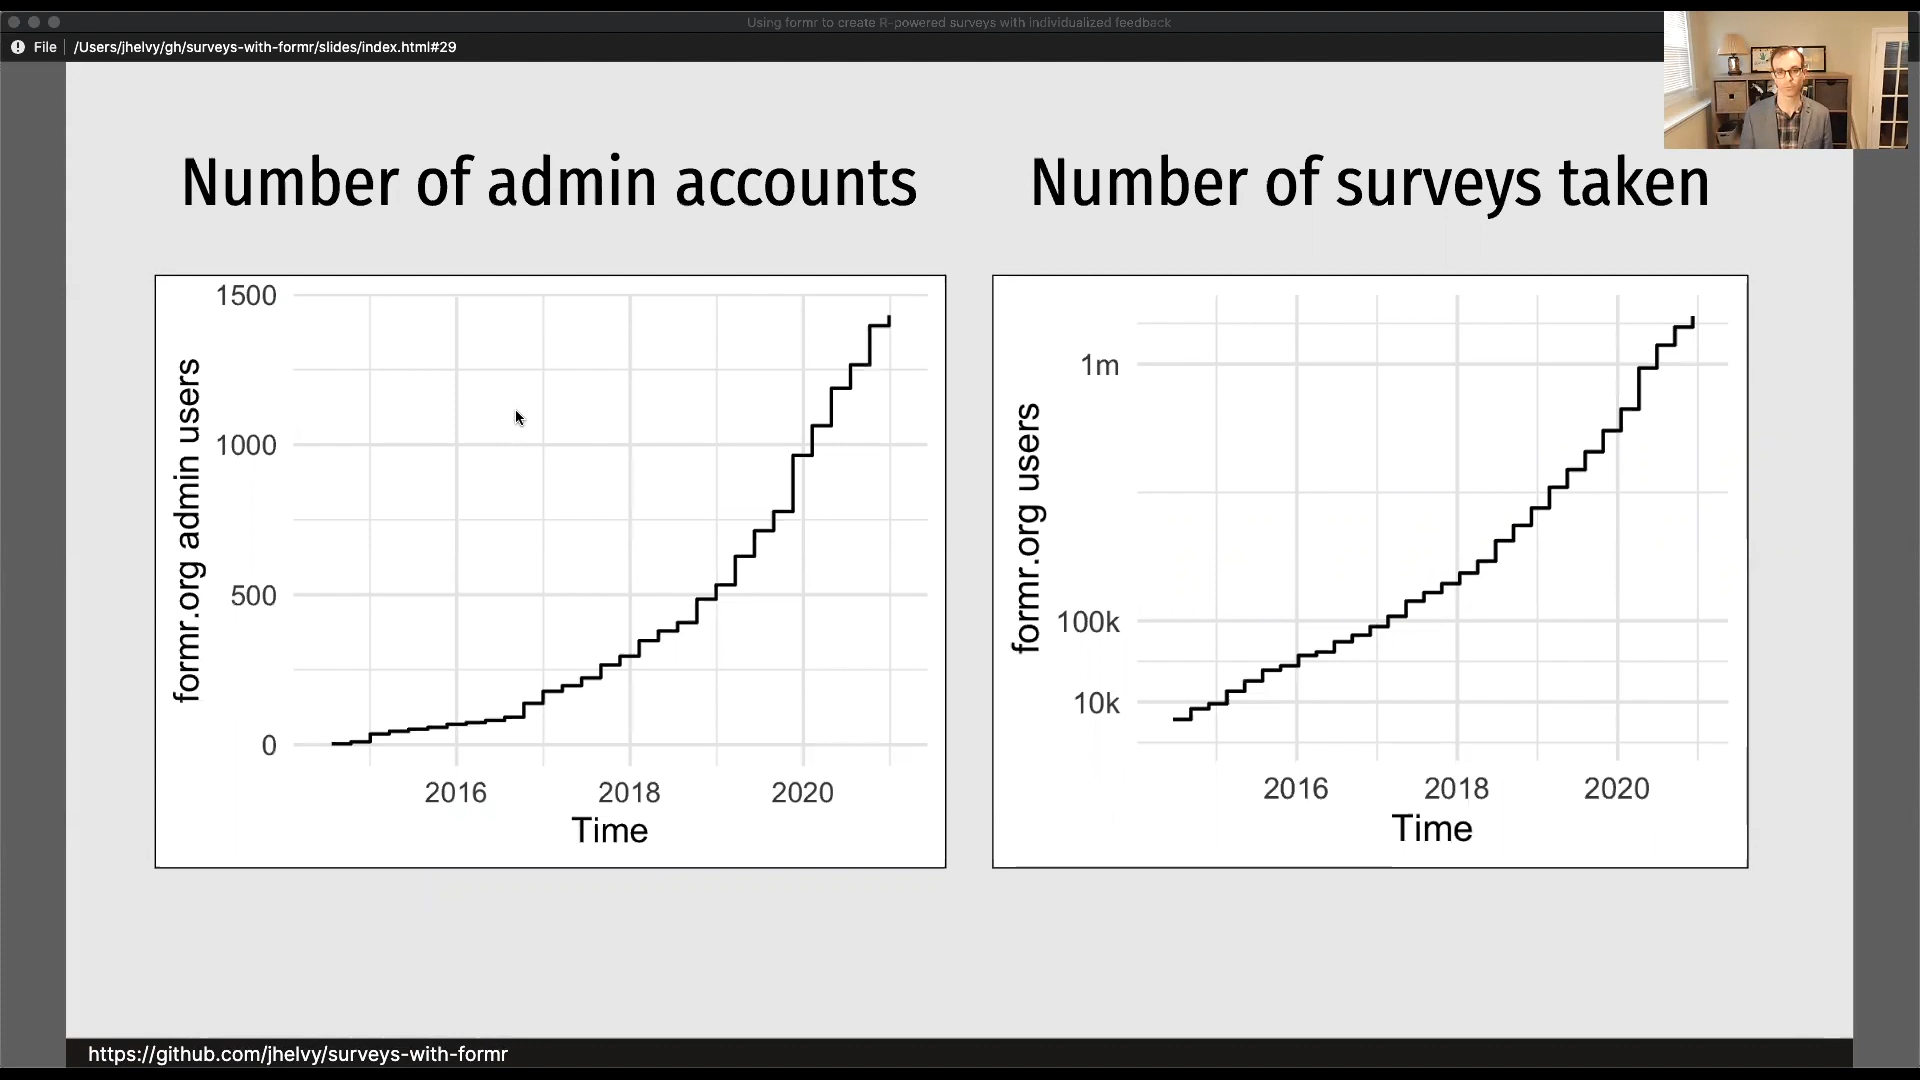 Using formr to create R-powered surveys with individualized feedback
File
/Users/jhelvy/gh/surveys-with-formr/slides/index.html#29
Number of admin accounts
formr.org admin users
1500
1000
500
0
2016
2018
2020
Time
Number of surveys taken
formr.org users
1m
100k
10k
2016
2018
2020
Time
https://github.com/jhelvy/surveys-with-formr